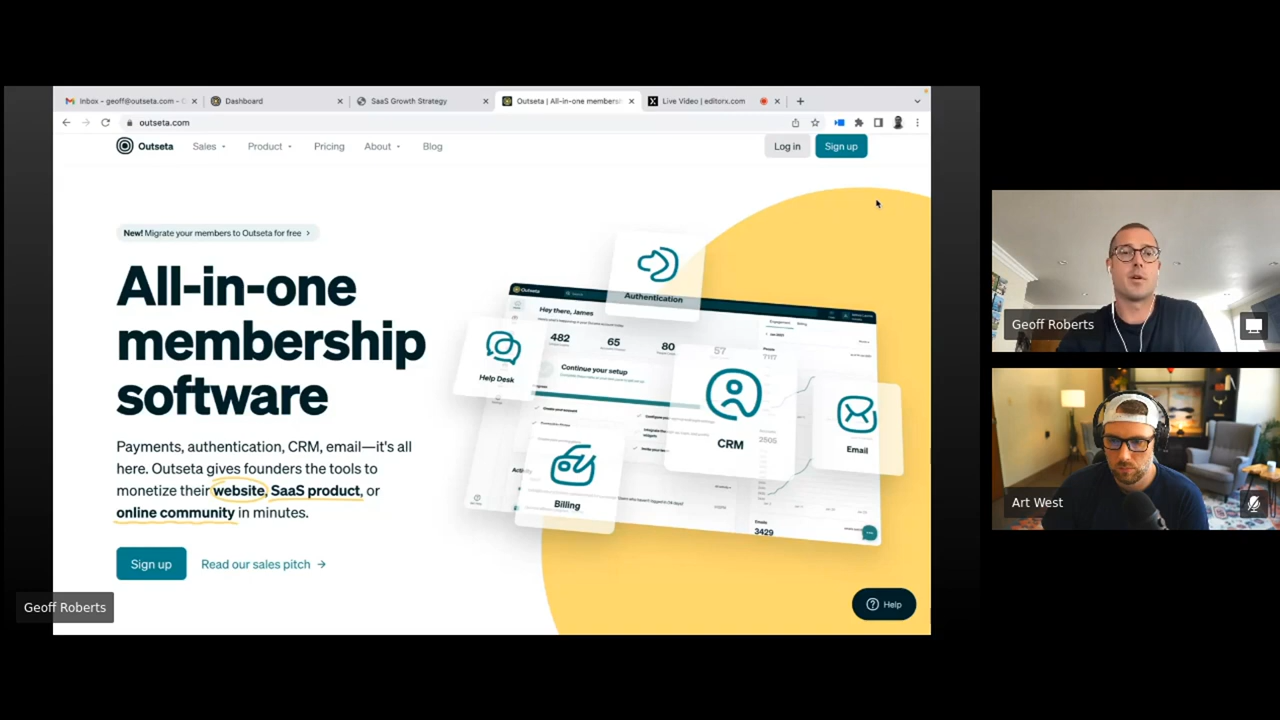 Inbox - geoff@outseta.com -
Dashboard
SaaS Growth Strategy
Outseta | All-in-one members
Live Video | editorx.com
outseta.com
Outseta
Sales
Product
Pricing
About
Blog
Log in
Sign up
New! Migrate your members to Outseta for free >
All-in-one
membership
software
Payments, authentication, CRM, email—it's all
here. Outseta gives founders the tools to
monetize their website, SaaS product, or
online community in minutes.
Sign up
Read our sales pitch →
Authentication
Outseta
Hey there, James
482
65
80
57
Continue your setup
Help Desk
CRM
Email
Billing
Emails
3429
Help
Geoff Roberts
Geoff Roberts
Art West